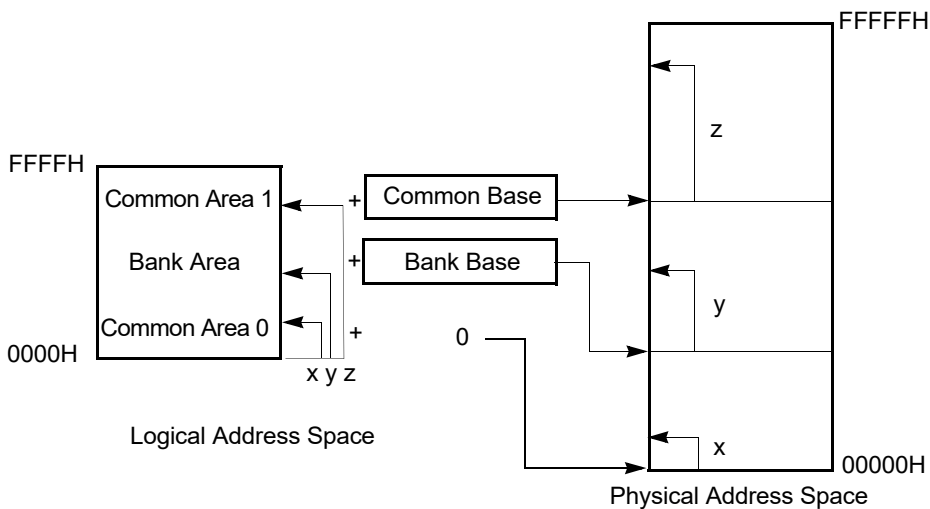 FFFFFH
z
FFFFH
Common Area 1
+
Common Base
Bank Area
+
Bank Base
y
Common Area 0
+
0
0000H
x y z
x
Logical Address Space
00000H
Physical Address Space